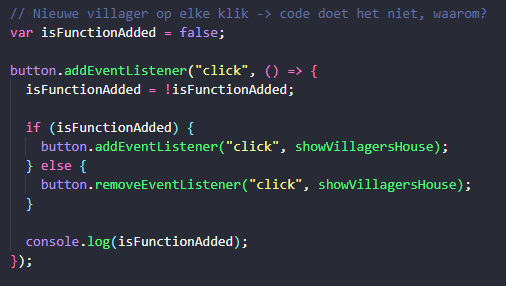 // Nieuwe villager op elke klik -> code doet het niet, waarom?
var isFunctionAdded = false;

button.addEventListener("click", () => {
  isFunctionAdded = !isFunctionAdded;

  if (isFunctionAdded) {
    button.addEventListener("click", showVillagersHouse);
  } else {
    button.removeEventListener("click", showVillagersHouse);
  }

  console.log(isFunctionAdded);
});